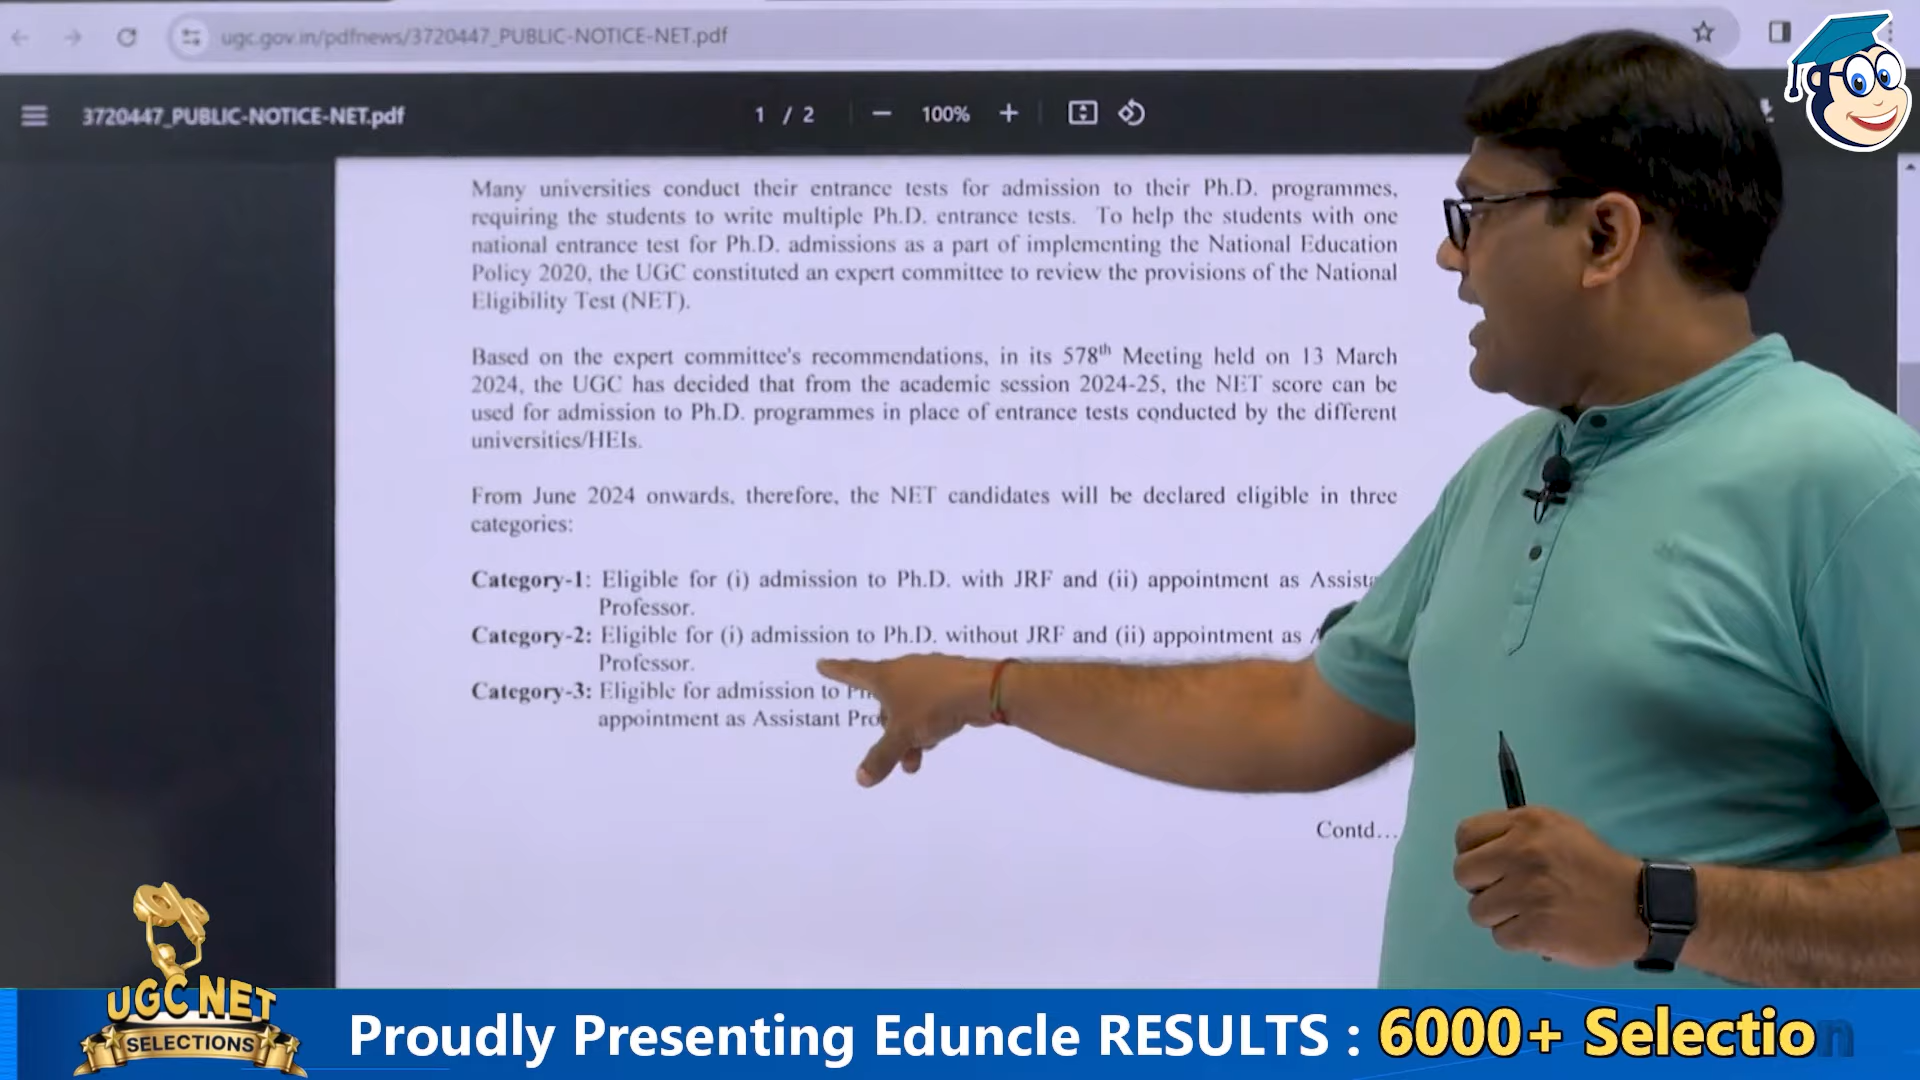 ugc.gov.in/pdfnews/3720447_PUBLIC-NOTICE-NET.pdf
3720447_PUBLIC-NOTICE-NET.pdf
1 / 2
100%
Many universities conduct their entrance tests for admission to their Ph.D. programmes,
requiring the students to write multiple Ph.D. entrance tests. To help the students with one
national entrance test for Ph.D. admissions as a part of implementing the National Education
Policy 2020, the UGC constituted an expert committee to review the provisions of the National
Eligibility Test (NET).
Based on the expert committee's recommendations, in its 578th Meeting held on 13 March
2024, the UGC has decided that from the academic session 2024-25, the NET score can be
used for admission to Ph.D. programmes in place of entrance tests conducted by the different
universities/HEIs.
From June 2024 onwards, therefore, the NET candidates will be declared eligible in three
categories:
Category-1: Eligible for (i) admission to Ph.D. with JRF and (ii) appointment as
Professor.
Category-2: Eligible for (i) admission to Ph.D. without JRF and (ii) appointment as
Professor.
Category-3: Eligible for admission to
appointment as Assistant
Contd...
UGC NET
SELECTIONS
Proudly Presenting Eduncle RESULTS : 6000+ Selection